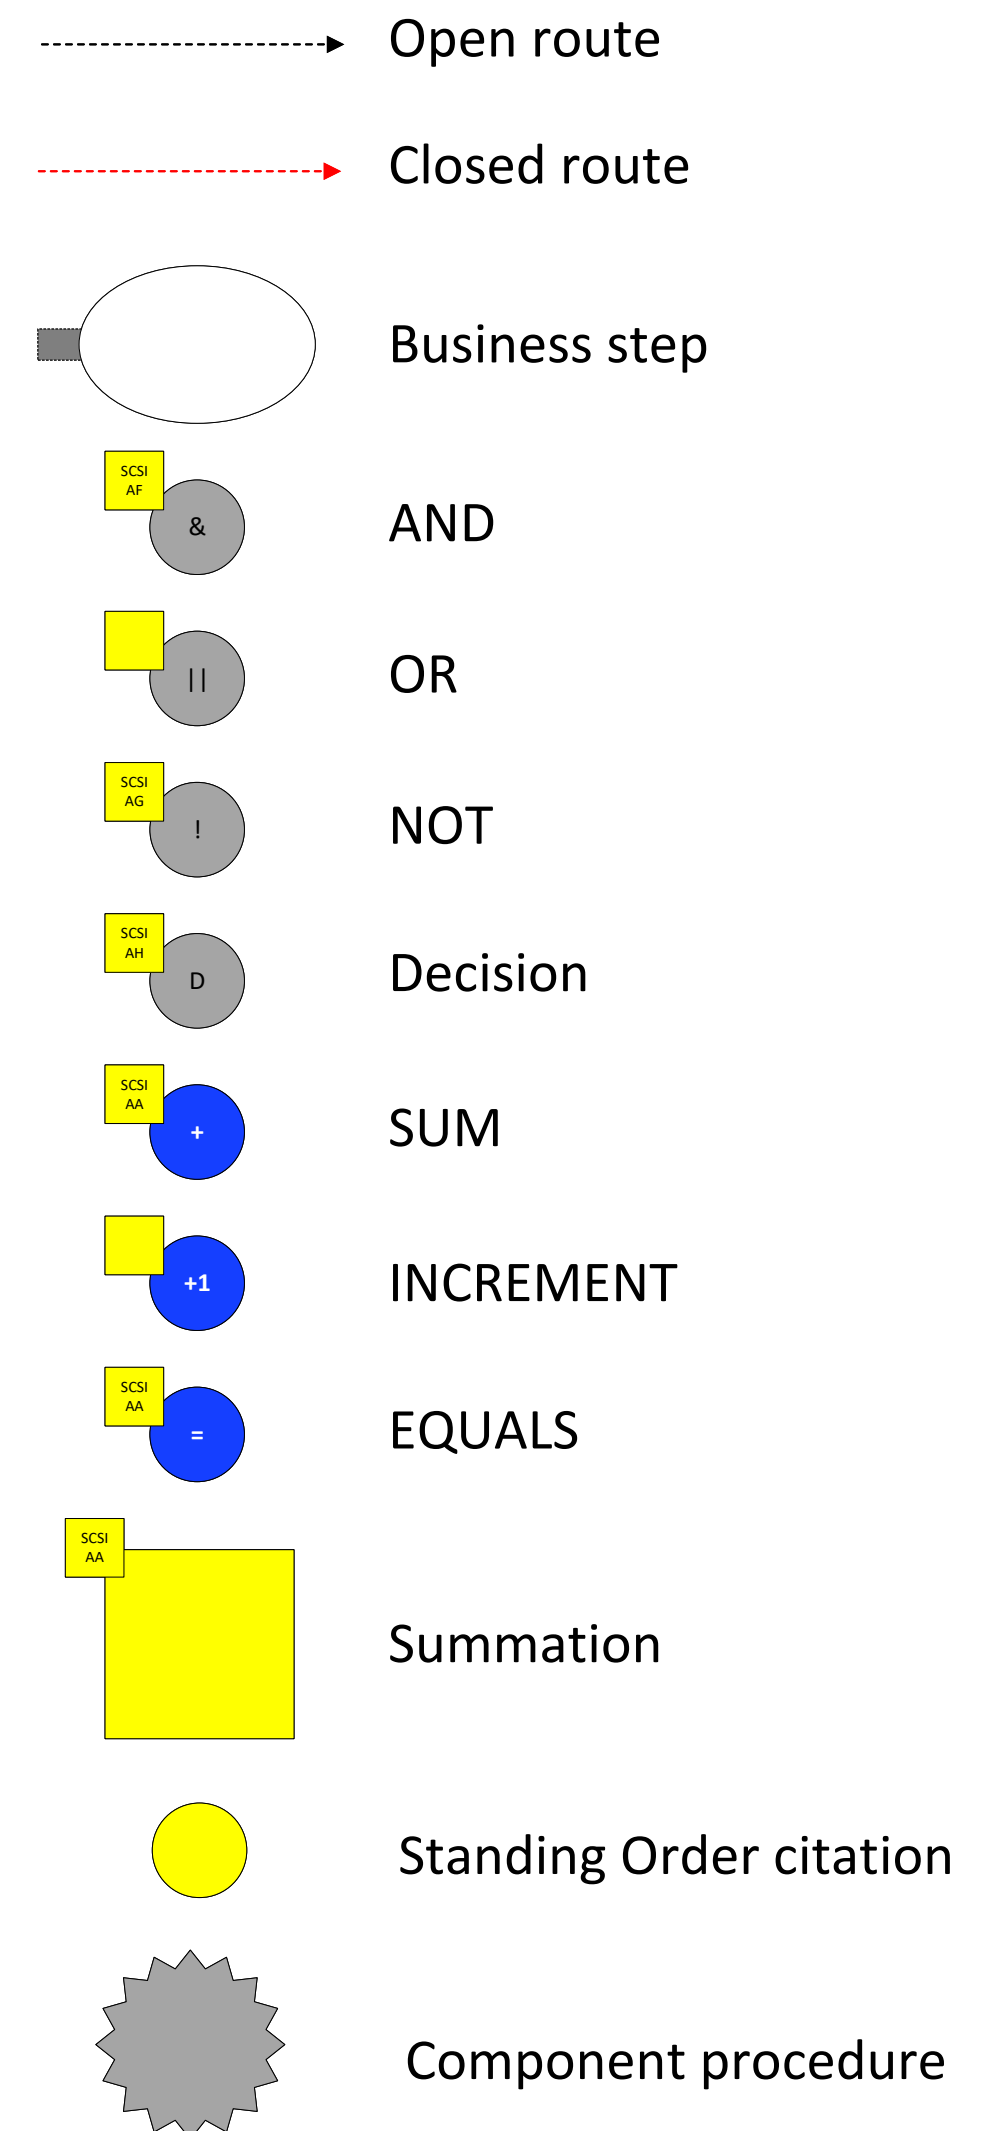 Open route
Closed route
Business step
SCSI
AF
&
AND
||
OR
SCSI
AG
!
NOT
SCSI
AH
D
Decision
SCSI
AA
+
SUM
+1
INCREMENT
SCSI
AA
=
EQUALS
SCSI
AA
Summation
Standing Order citation
Component procedure